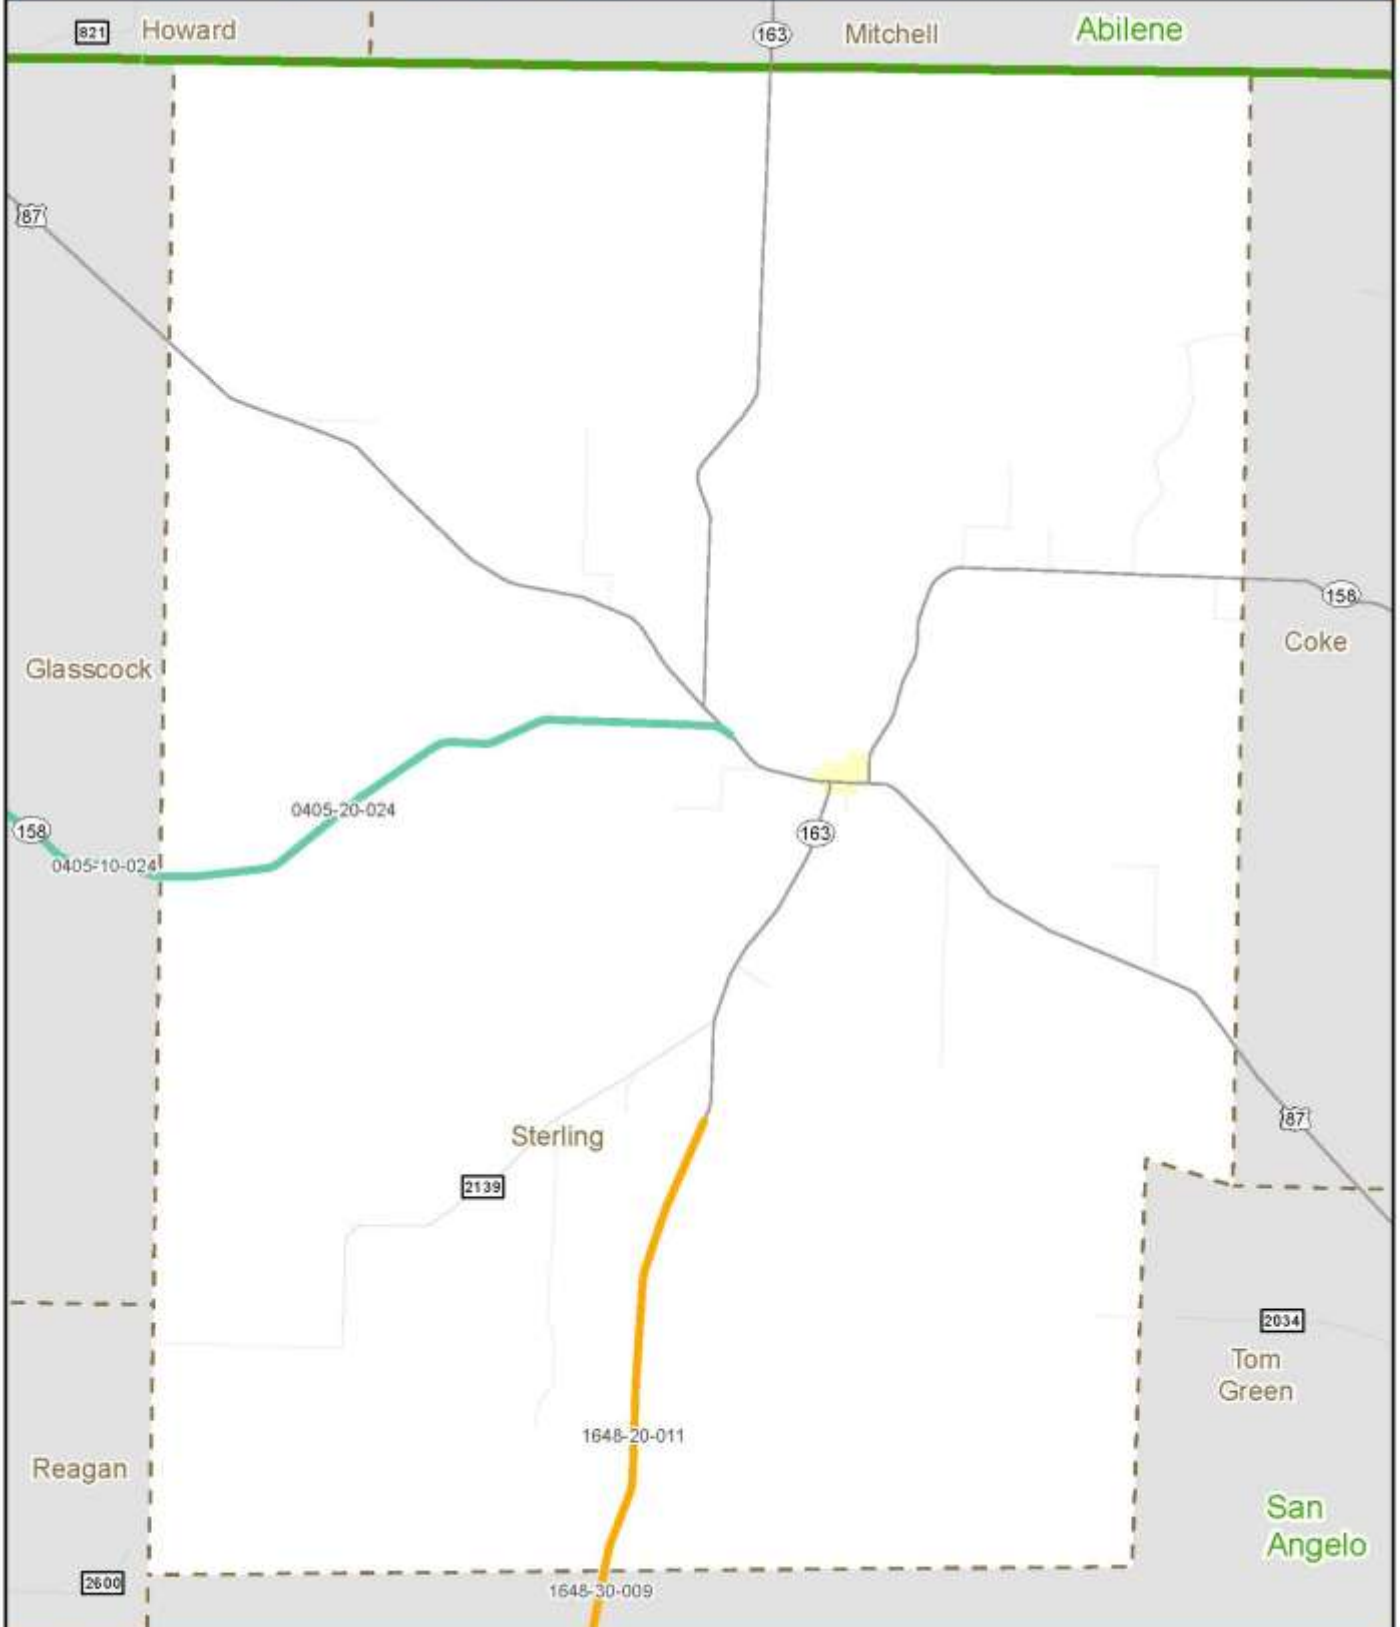 821
Howard
163
Mitchell
Abilene
87
158
Coke
Glasscock
0405-20-024
158
163
0405-10-024
87
Sterling
2139
2034
Tom
Green
1648-20-011
Reagan
San
Angelo
2600
1648-30-009